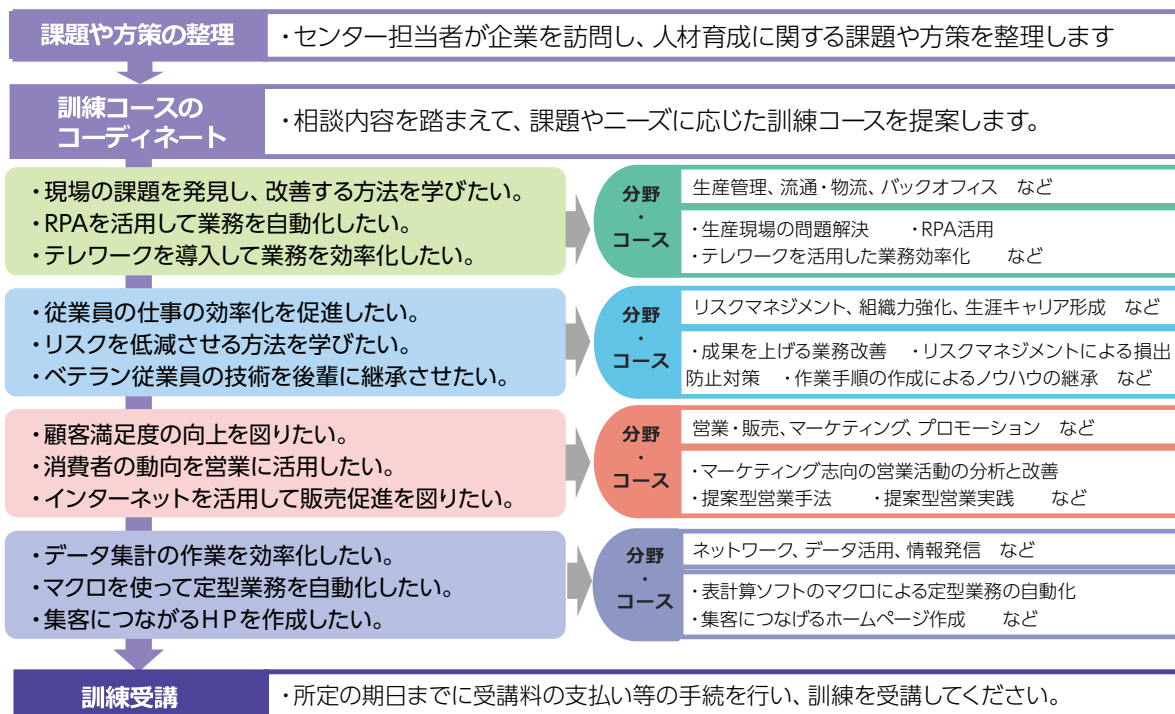 課題や方策の整理
・センター担当者が企業を訪問し、人材育成に関する課題や方策を整理します
訓練コースの
コーディネート
・相談内容を踏まえて、課題やニーズに応じた訓練コースを提案します。
・現場の課題を発見し、改善する方法を学びたい。
・RPAを活用して業務を自動化したい。
・テレワークを導入して業務を効率化したい。
分野
・
コース
生産管理、流通・物流、バックオフィス　など
・生産現場の問題解決　　・RPA活用
・テレワークを活用した業務効率化　　など
・従業員の仕事の効率化を促進したい。
・リスクを低減させる方法を学びたい。
・ベテラン従業員の技術を後輩に継承させたい。
分野
・
コース
リスクマネジメント、組織力強化、生涯キャリア形成　など
・成果を上げる業務改善　・リスクマネジメントによる損出
防止対策　・作業手順の作成によるノウハウの継承　など
・顧客満足度の向上を図りたい。
・消費者の動向を営業に活用したい。
・インターネットを活用して販売促進を図りたい。
分野
・
コース
営業・販売、マーケティング、プロモーション　など
・マーケティング志向の営業活動の分析と改善
・提案型営業手法　　・提案型営業実践　　など
・データ集計の作業を効率化したい。
・マクロを使って定型業務を自動化したい。
・集客につながるＨＰを作成したい。
分野
・
コース
ネットワーク、データ活用、情報発信　など
・表計算ソフトのマクロによる定型業務の自動化
・集客につなげるホームページ作成　　など
訓練受講
・所定の期日までに受講料の支払い等の手続を行い、訓練を受講してください。